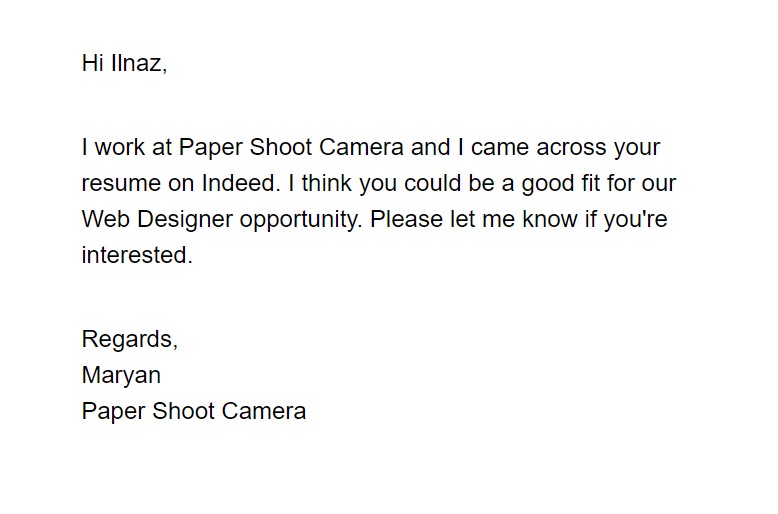 Hi Ilnaz,
I work at Paper Shoot Camera and I came across your
resume on Indeed. I think you could be a good fit for our
Web Designer opportunity. Please let me know if you're
interested.
Regards,
Maryan
Paper Shoot Camera